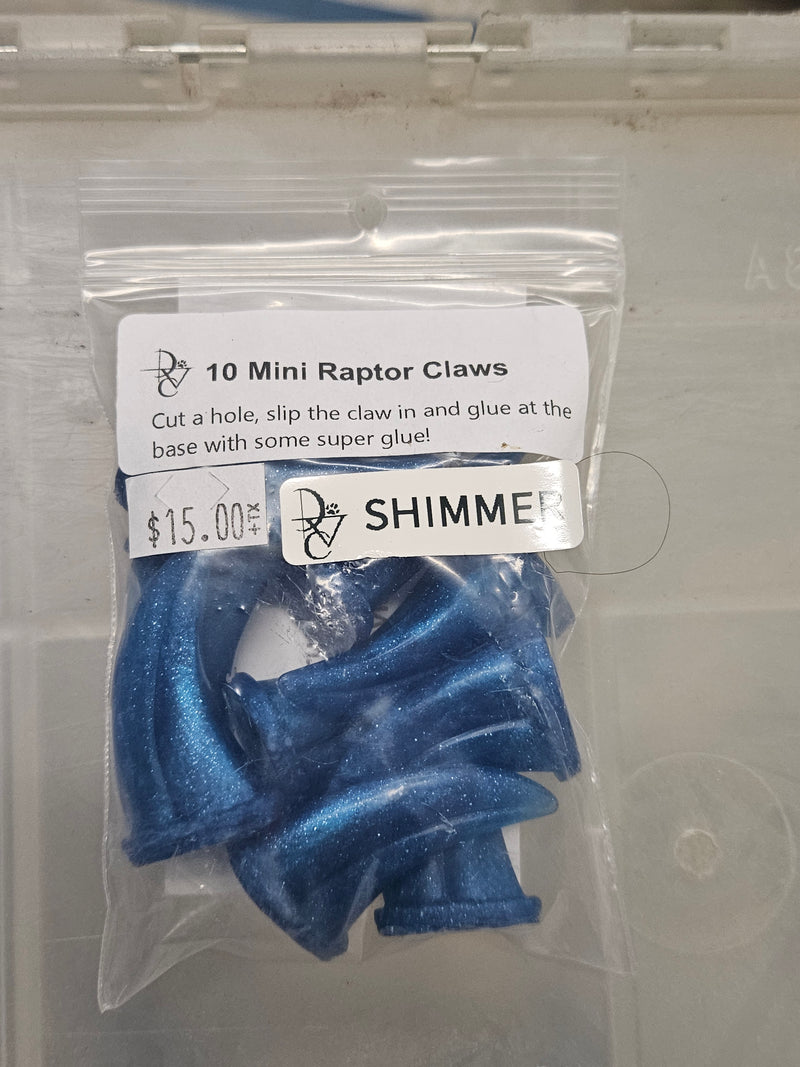 10 Mini Raptor Claws
Cut a hole, slip the claw in and glue at the
base with some super glue!
$15.00+TX
SHIMMER